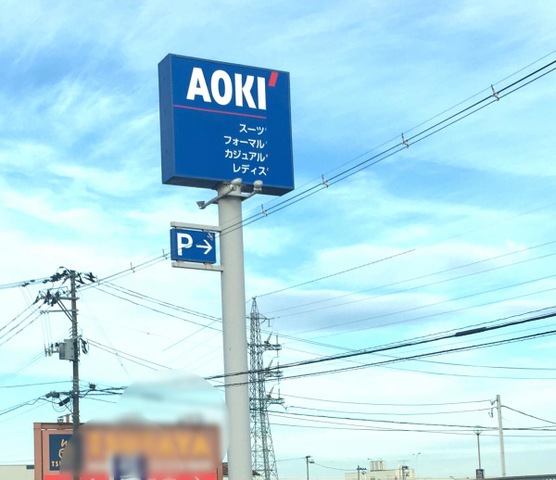 AOKI
スーツ
フォーマル
カジュアル
レディス
P→